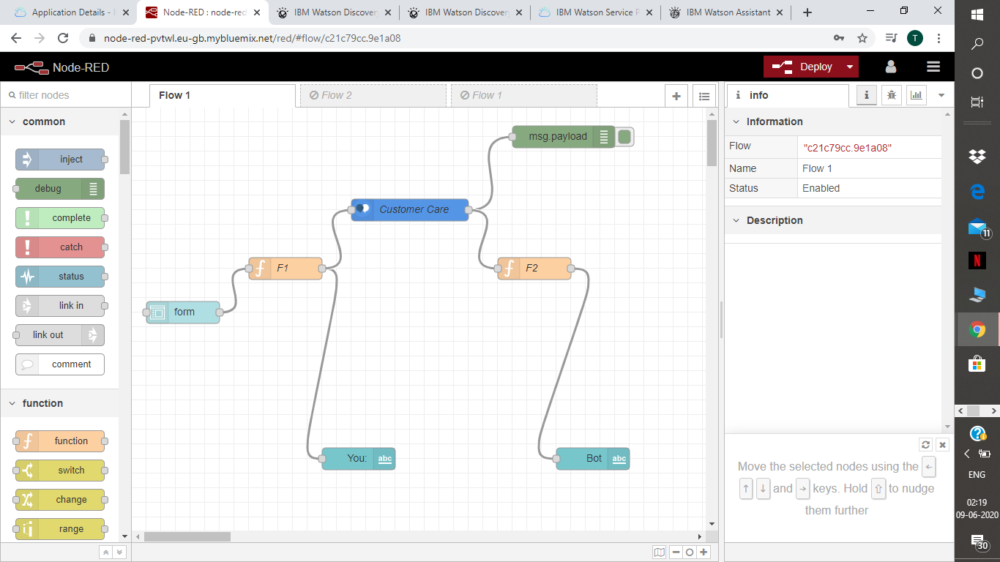 Application Details - I
Node-RED : node-red
IBM Watson Discover
IBM Watson Discover
IBM Watson Service P
IBM Watson Assistant
node-red-pvtwl.eu-gb.mybluemix.net/red/#flow/c21c79cc.9e1a08
T
Node-RED
Deploy
filter nodes
Flow 1
Flow 2
Flow 1
i info
i
common
inject
debug
complete
catch
status
link in
link out
comment
function
function
switch
change
range
msg.payload
Customer Care
F1
F2
form
You: abc
Bot abc
Information
Flow "c21c79cc.9e1a08"
Name Flow 1
Status Enabled
Description
Move the selected nodes using the ←
↑ ↓ and → keys. Hold ⇧ to nudge
them further
11
N
ENG
02:19
09-06-2020
30